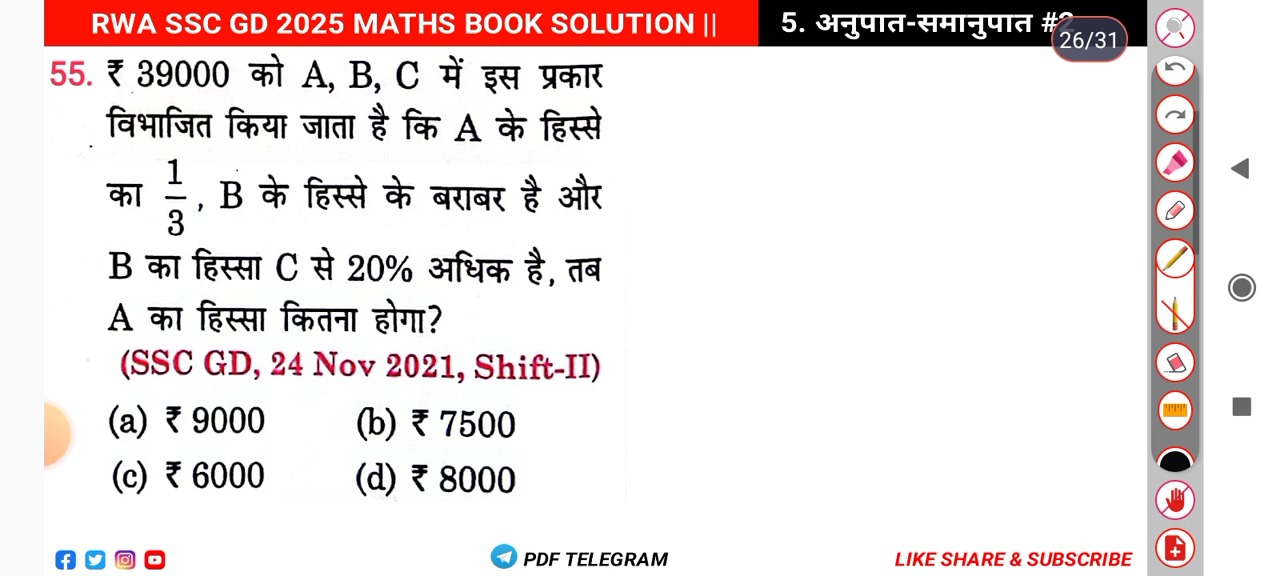 RWA SSC GD 2025 MATHS BOOK SOLUTION ||
5. अनुपात-समानुपात #2
26/31
55. ₹ 39000 को A, B, C में इस प्रकार
विभाजित किया जाता है कि A के हिस्से
का 1/3, B के हिस्से के बराबर है और
B का हिस्सा C से 20% अधिक है, तब
A का हिस्सा कितना होगा?
(SSC GD, 24 Nov 2021, Shift-II)
(a) ₹ 9000 (b) ₹ 7500
(c) ₹ 6000 (d) ₹ 8000
PDF TELEGRAM
LIKE SHARE & SUBSCRIBE